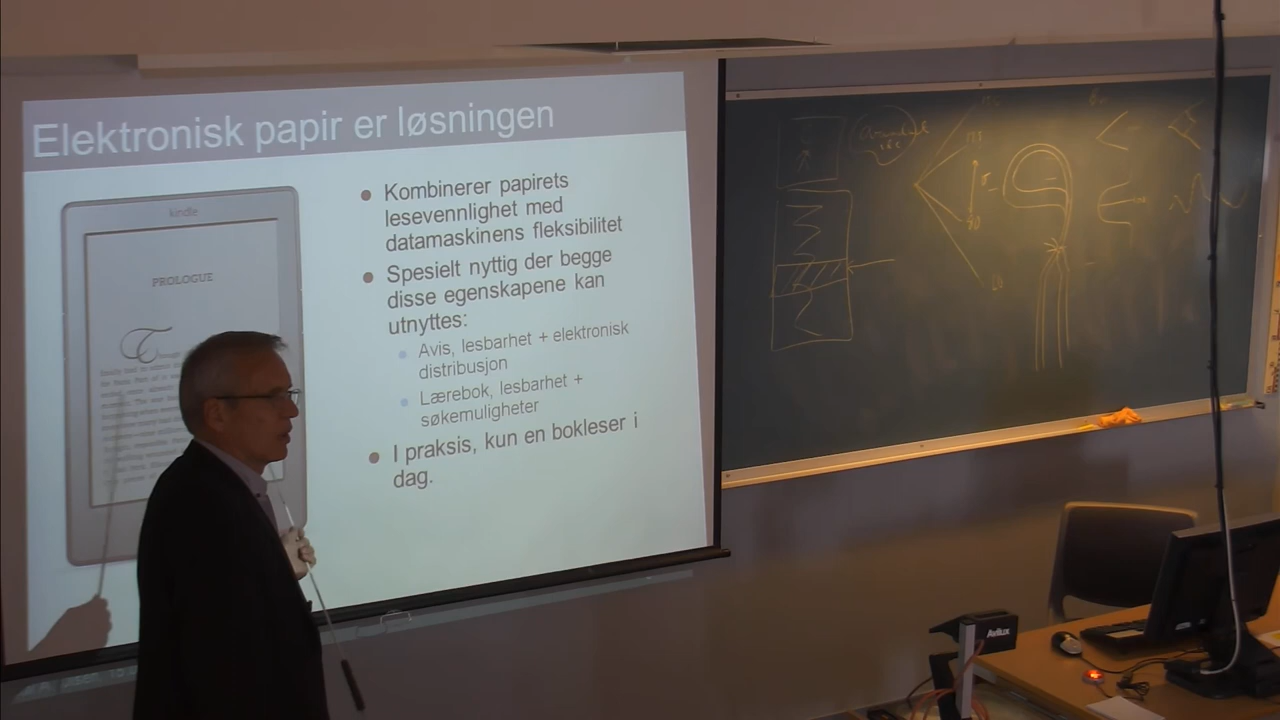 Elektronisk papir er løsningen
kindle
PROLOGUE
Kombinerer papirets
lesevennlighet med
datamaskinens fleksibilitet
Spesielt nyttig der begge
disse egenskapene kan
utnyttes:
Avis, lesbarhet + elektronisk
distribusjon
Lærebok, lesbarhet +
søkemuligheter
I praksis, kun en bokleser i
dag.